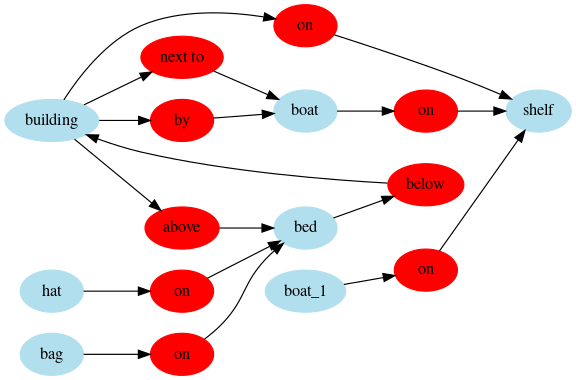 on
next to
building
by
boat
on
shelf
below
above
bed
hat
on
boat_1
on
bag
on